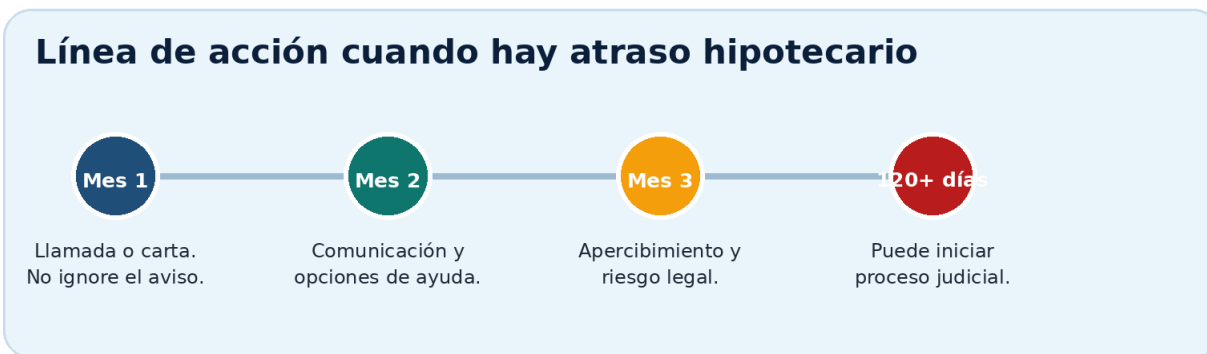 Línea de acción cuando hay atraso hipotecario
Mes 1
Mes 2
Mes 3
120+ días
Llamada o carta.
No ignore el aviso.
Comunicación y
opciones de ayuda.
Apercibimiento y
riesgo legal.
Puede iniciar
proceso judicial.